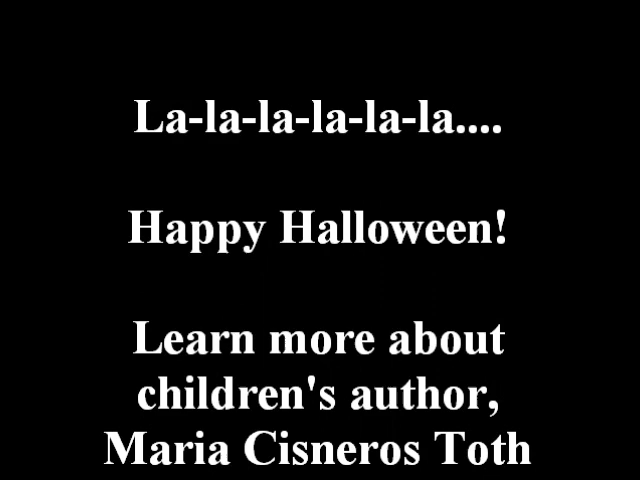 La-la-la-la-la-la....
Happy Halloween!
Learn more about
children's author,
Maria Cisneros Toth